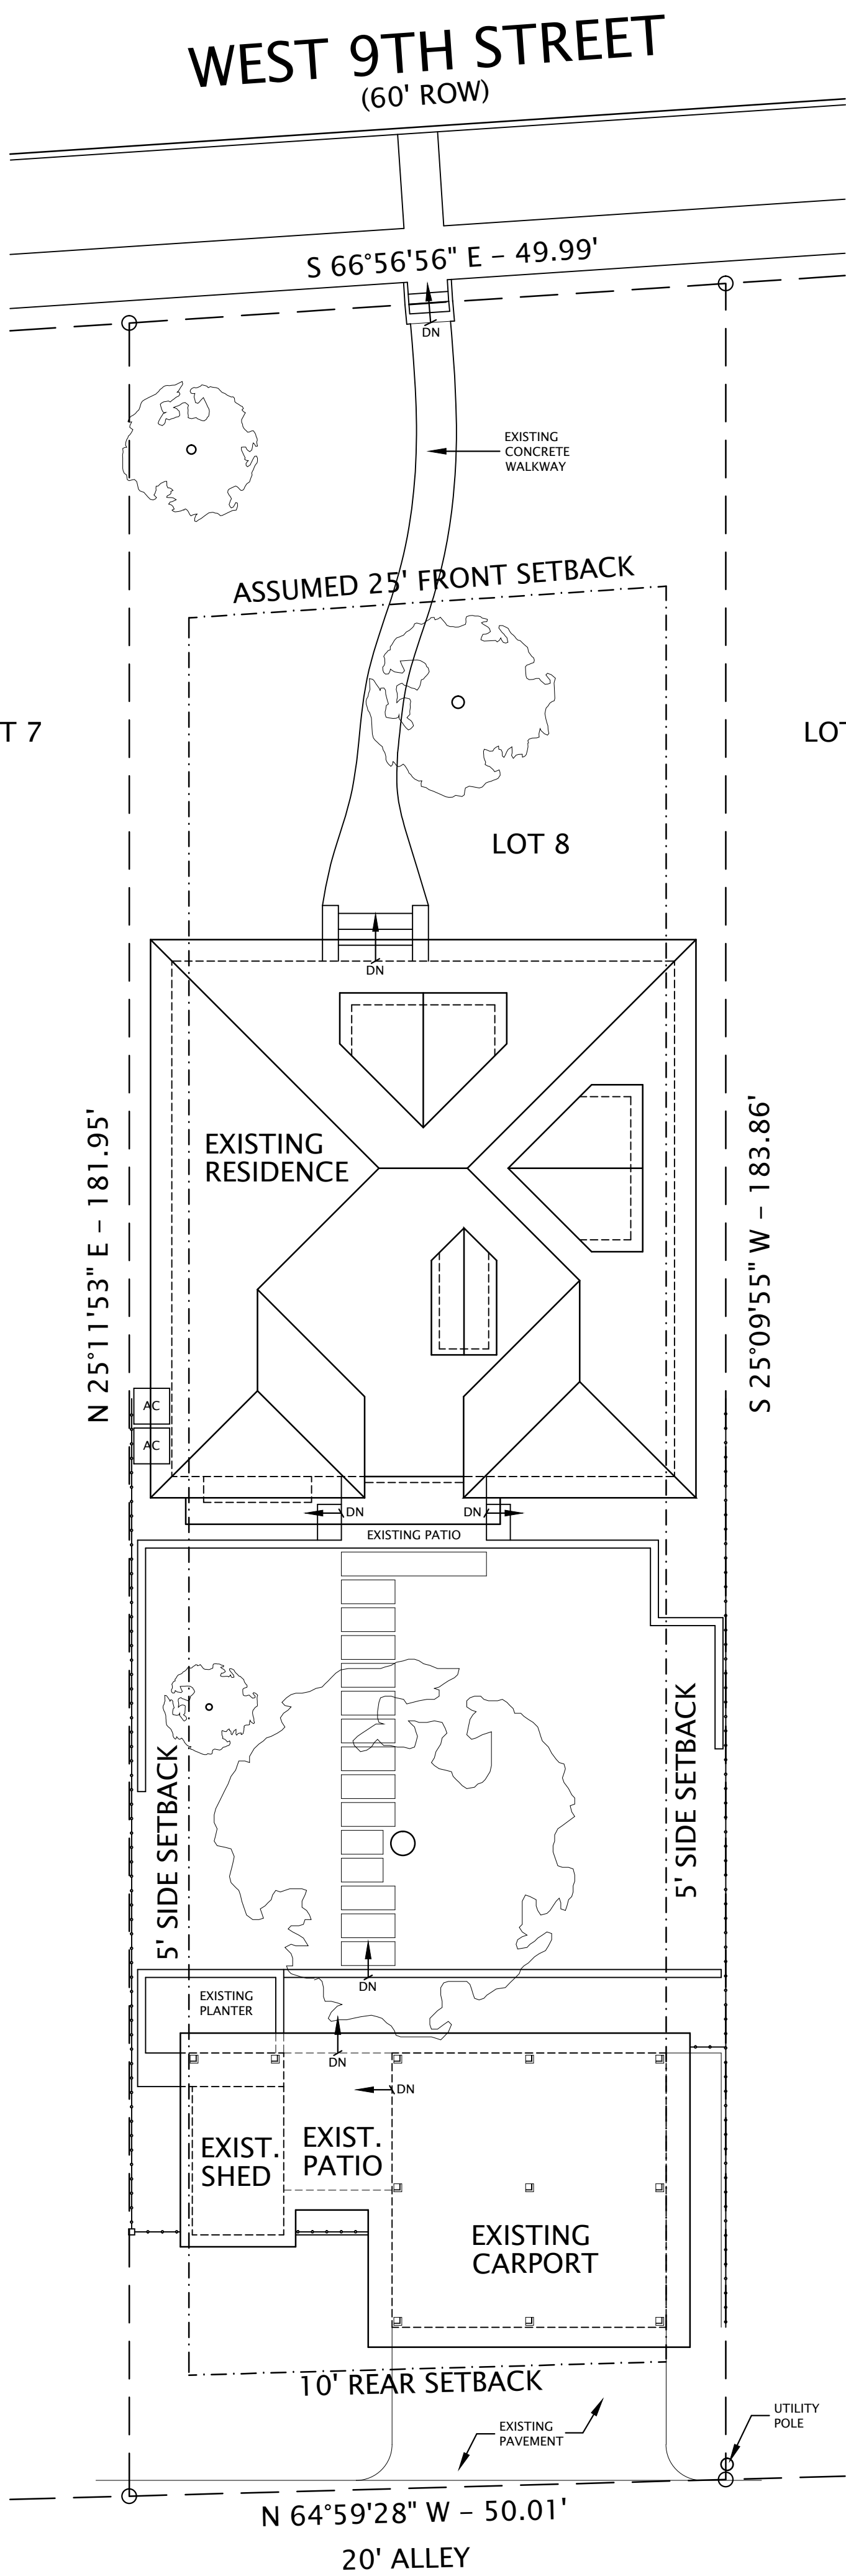 WEST 9TH STREET
(60' ROW)
S 66°56'56" E – 49.99'
DN
EXISTING
CONCRETE
WALKWAY
ASSUMED 25' FRONT SETBACK
T 7
LOT
LOT 8
DN
EXISTING
RESIDENCE
N 25°11'53" E – 181.95'
S 25°09'55" W – 183.86'
AC
AC
DN
DN
EXISTING PATIO
5' SIDE SETBACK
5' SIDE SETBACK
DN
EXISTING
PLANTER
DN
DN
EXIST.
SHED
EXIST.
PATIO
EXISTING
CARPORT
10' REAR SETBACK
UTILITY
POLE
EXISTING
PAVEMENT
N 64°59'28" W – 50.01'
20' ALLEY